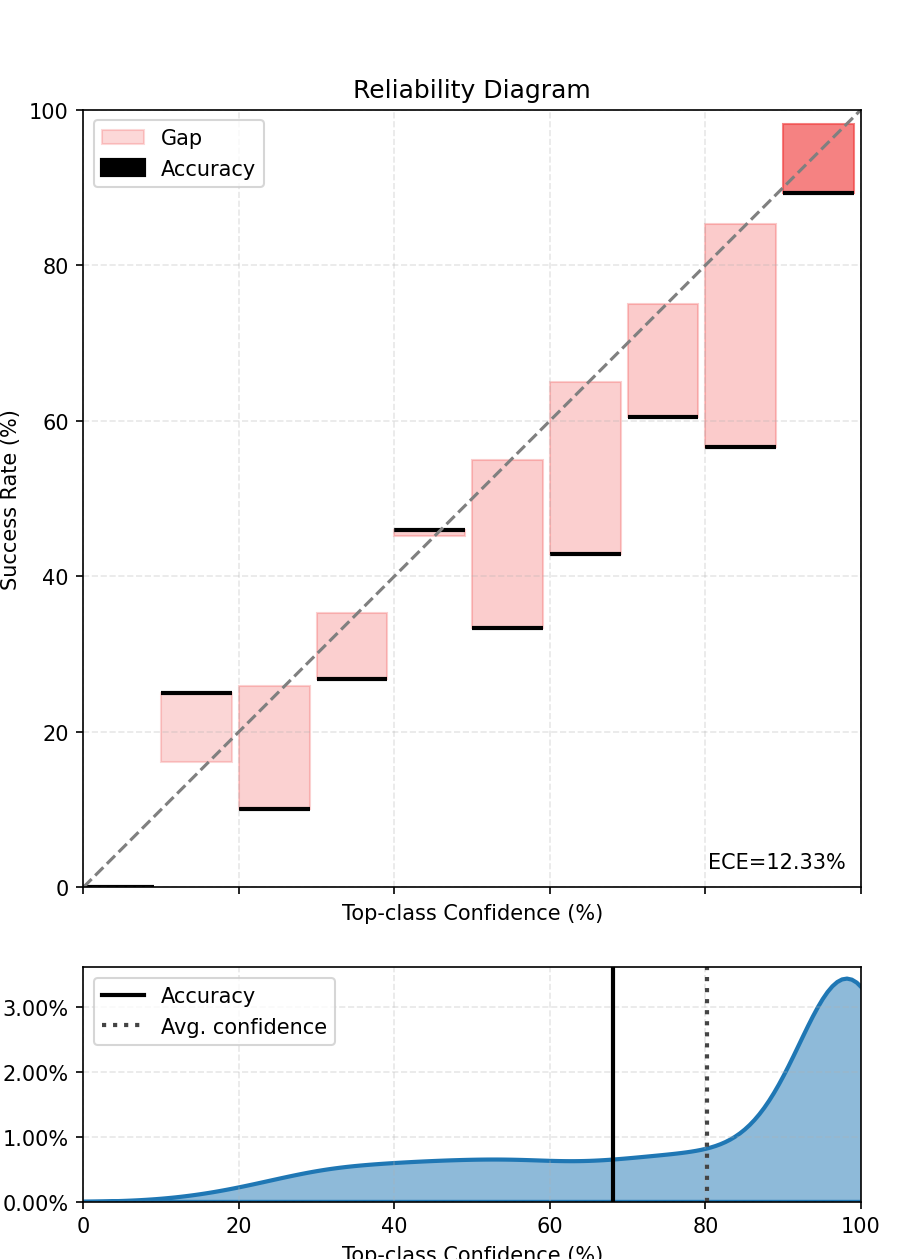 Reliability Diagram
100
80
60
40
20
0
Success Rate (%)
Gap
Accuracy
ECE=12.33%
Top-class Confidence (%)
3.00%
2.00%
1.00%
0.00%
Accuracy
Avg. confidence
0 20 40 60 80 100
Top-class Confidence (%)